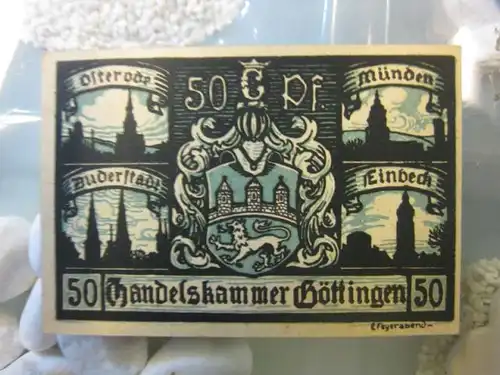 Osterode 50 G Pf. Münden
Duderstadt Einbeck
50 Handelskammer Göttingen 50
E Feyerabend